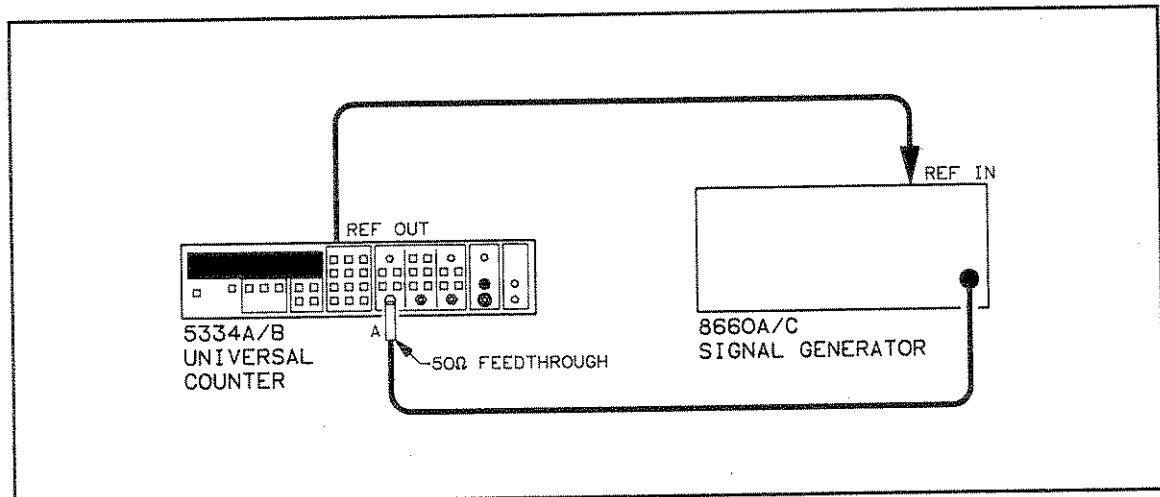 REF IN
REF OUT
5334A/B
UNIVERSAL
COUNTER
A
50Ω FEEDTHROUGH
8660A/C
SIGNAL GENERATOR